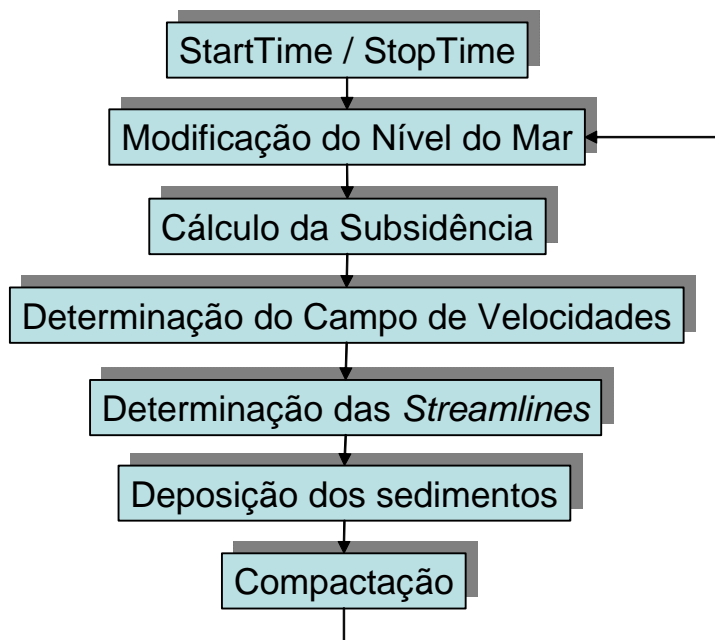 StartTime / StopTime
Modificação do Nível do Mar
Cálculo da Subsidência
Determinação do Campo de Velocidades
Determinação das Streamlines
Deposição dos sedimentos
Compactação